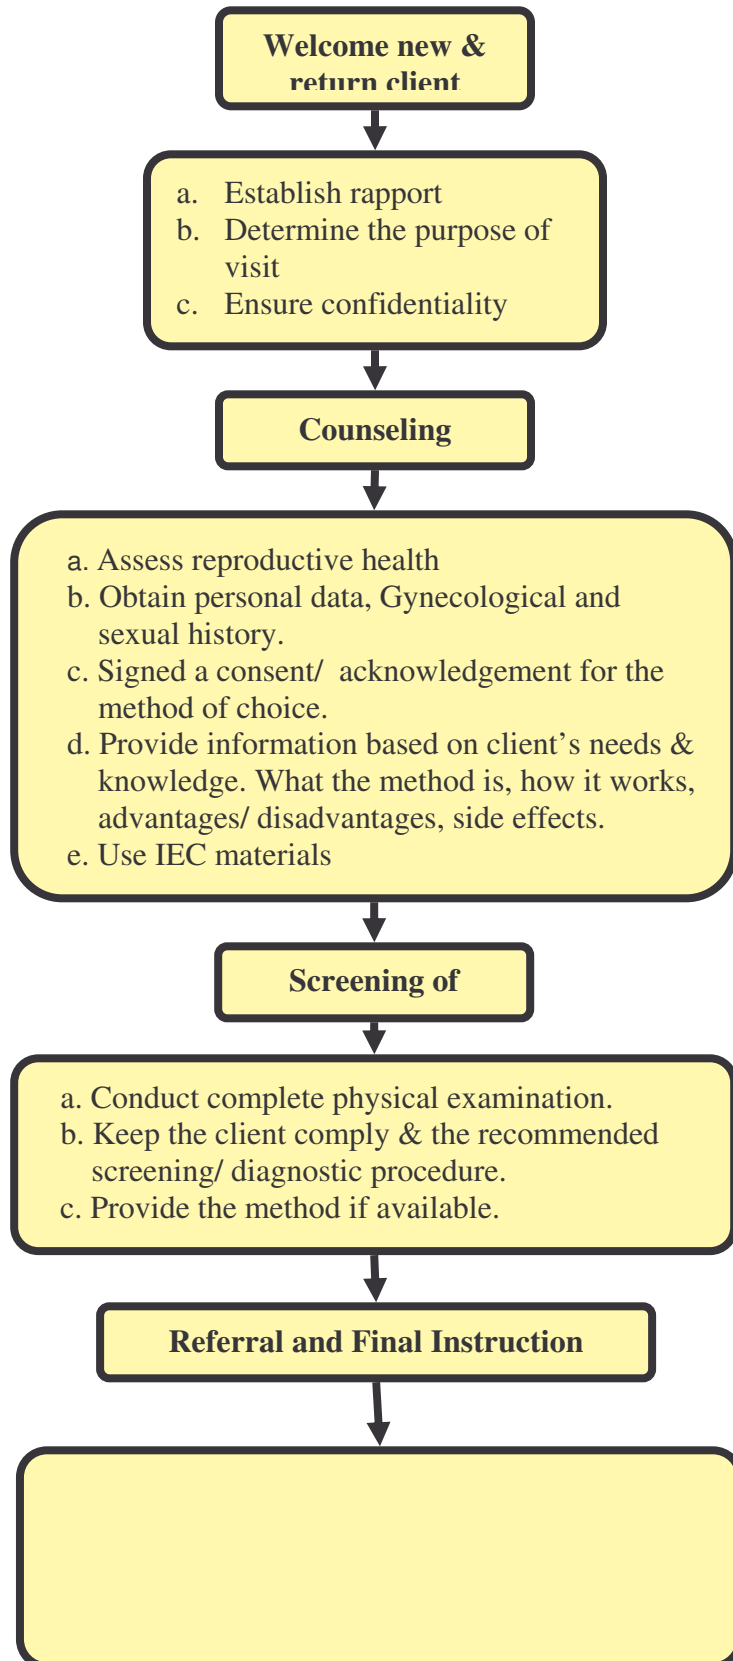 Welcome new &
return client
a. Establish rapport
b. Determine the purpose of
visit
c. Ensure confidentiality
Counseling
a. Assess reproductive health
b. Obtain personal data, Gynecological and
sexual history.
c. Signed a consent/ acknowledgement for the
method of choice.
d. Provide information based on client’s needs &
knowledge. What the method is, how it works,
advantages/ disadvantages, side effects.
e. Use IEC materials
Screening of
a. Conduct complete physical examination.
b. Keep the client comply & the recommended
screening/ diagnostic procedure.
c. Provide the method if available.
Referral and Final Instruction